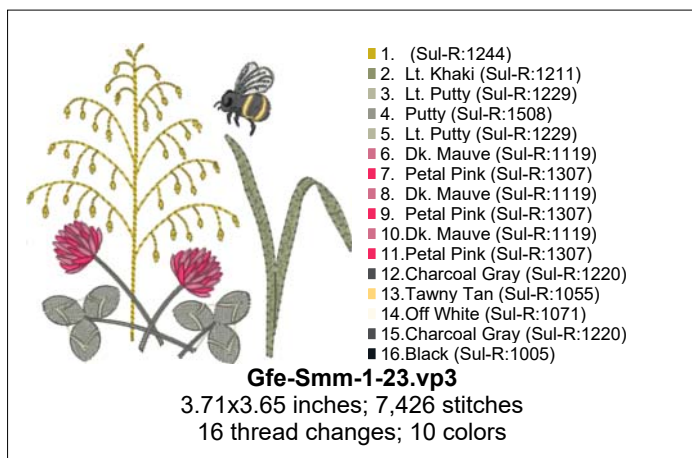 1. (Sul-R:1244)
2. Lt. Khaki (Sul-R:1211)
3. Lt. Putty (Sul-R:1229)
4. Putty (Sul-R:1508)
5. Lt. Putty (Sul-R:1229)
6. Dk. Mauve (Sul-R:1119)
7. Petal Pink (Sul-R:1307)
8. Dk. Mauve (Sul-R:1119)
9. Petal Pink (Sul-R:1307)
10.Dk. Mauve (Sul-R:1119)
11.Petal Pink (Sul-R:1307)
12.Charcoal Gray (Sul-R:1220)
13.Tawny Tan (Sul-R:1055)
14.Off White (Sul-R:1071)
15.Charcoal Gray (Sul-R:1220)
16.Black (Sul-R:1005)
Gfe-Smm-1-23.vp3
3.71x3.65 inches; 7,426 stitches
16 thread changes; 10 colors